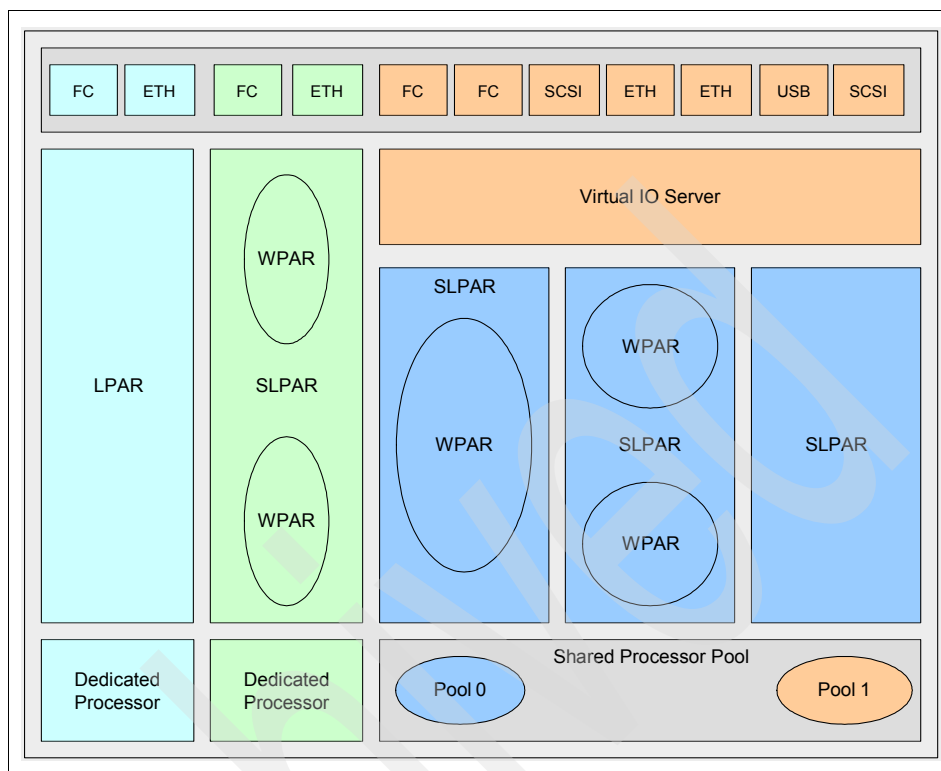 FC
ETH
FC
ETH
FC
FC
SCSI
ETH
ETH
USB
SCSI
Virtual IO Server
WPAR
SLPAR
WPAR
LPAR
SLPAR
WPAR
WPAR
SLPAR
WPAR
SLPAR
WPAR
Dedicated
Processor
Dedicated
Processor
Shared Processor Pool
Pool 0
Pool 1